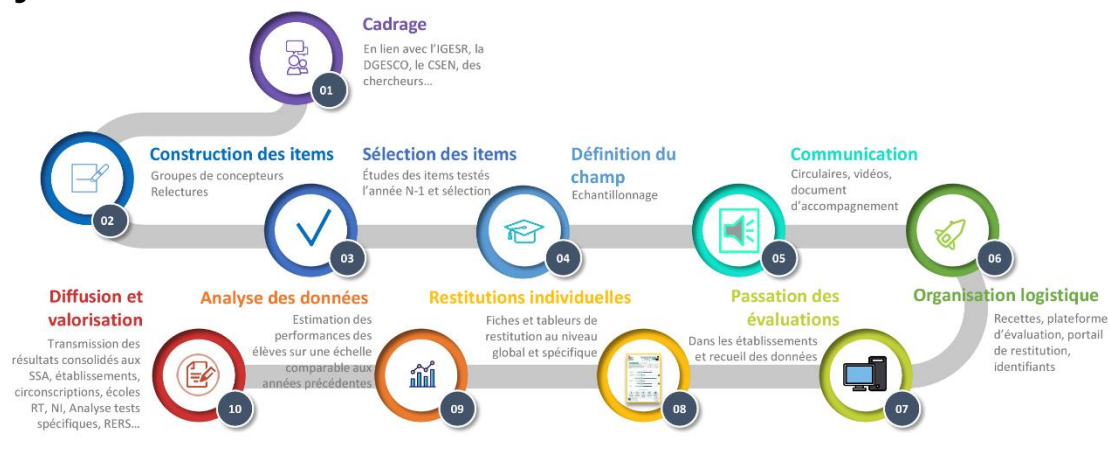 Cadrage
En lien avec l’IGESR, la
DGESCO, le CSEN, des
chercheurs…
01
Construction des items
Groupes de concepteurs
Relectures
02
Sélection des items
Études des items testés
l’année N-1 et sélection
03
Définition du
champ
Echantillonnage
04
Communication
Circulaires, vidéos,
document
d’accompagnement
05
06
Organisation logistique
Recettes, plateforme
d’évaluation, portail
de restitution,
identifiants
Passation des
évaluations
Dans les établissements
et recueil des données
07
Restitutions individuelles
Fiches et tableurs de
restitution au niveau
global et spécifique
08
Analyse des données
Estimation des
performances des
élèves sur une échelle
comparable aux
années précédentes
09
Diffusion et
valorisation
Transmission des
résultats consolidés aux
SSA, établissements,
circonscriptions, écoles
RT, NI, Analyse tests
spécifiques, RERS…
10